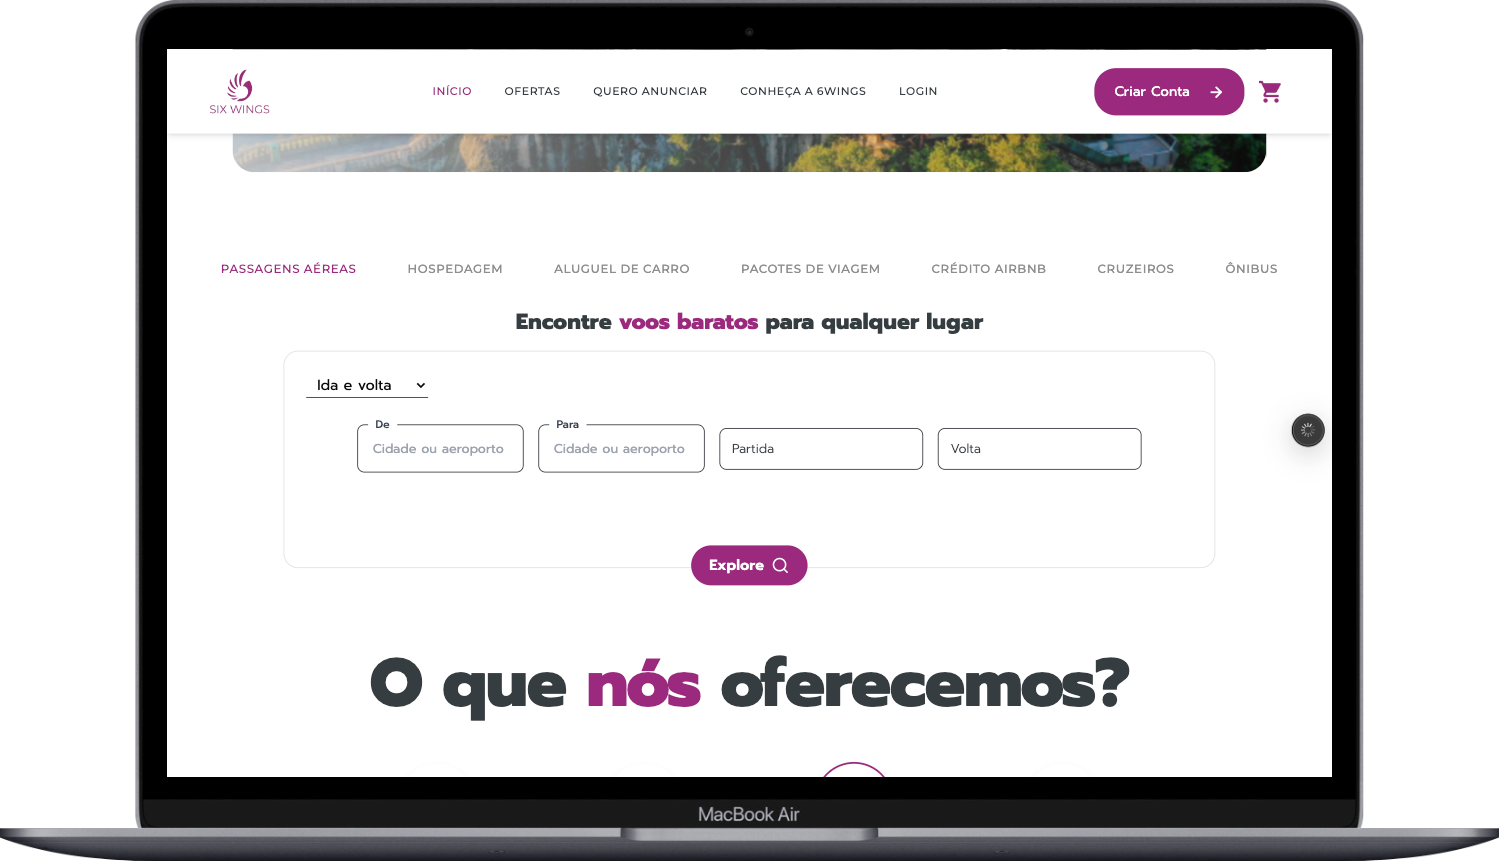 SIX WINGS
INÍCIO OFERTAS QUERO ANUNCIAR CONHEÇA A 6WINGS LOGIN
Criar Conta
PASSAGENS AÉREAS HOSPEDAGEM ALUGUEL DE CARRO PACOTES DE VIAGEM CRÉDITO AIRBNB CRUZEIROS ÔNIBUS
Encontre voos baratos para qualquer lugar
Ida e volta
De Para
Cidade ou aeroporto Cidade ou aeroporto Partida Volta
Explore
O que nós oferecemos?
MacBook Air